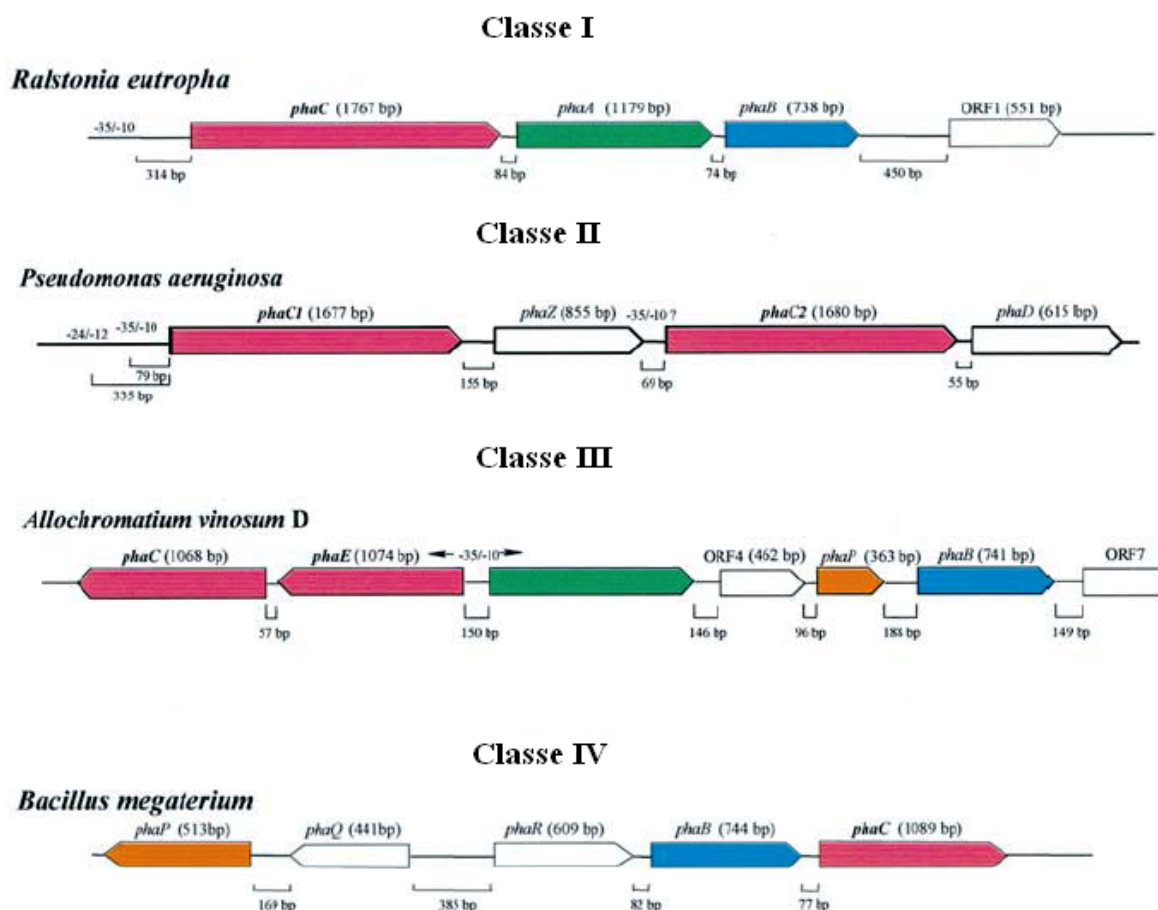 Classe I
Ralstonia eutropha
phaC (1767 bp) phaA (1179 bp) phaB (738 bp) ORF1 (551 bp)
-35/-10
314 bp 84 bp 74 bp 450 bp
Classe II
Pseudomonas aeruginosa
phaC1 (1677 bp) phaZ (855 bp) -35/-10 ? phaC2 (1680 bp) phaD (615 bp)
-24/-12 -35/-10
79 bp 155 bp 69 bp 55 bp
335 bp
Classe III
Allochromatium vinosum D
phaC (1068 bp) phaE (1074 bp) -35/-10 ORF4 (462 bp) phaP (363 bp) phaB (741 bp) ORF7
57 bp 150 bp 146 bp 96 bp 188 bp 149 bp
Classe IV
Bacillus megaterium
phaP (513bp) phaQ (441bp) phaR (609 bp) phaB (744 bp) phaC (1089 bp)
169 bp 385 bp 82 bp 77 bp